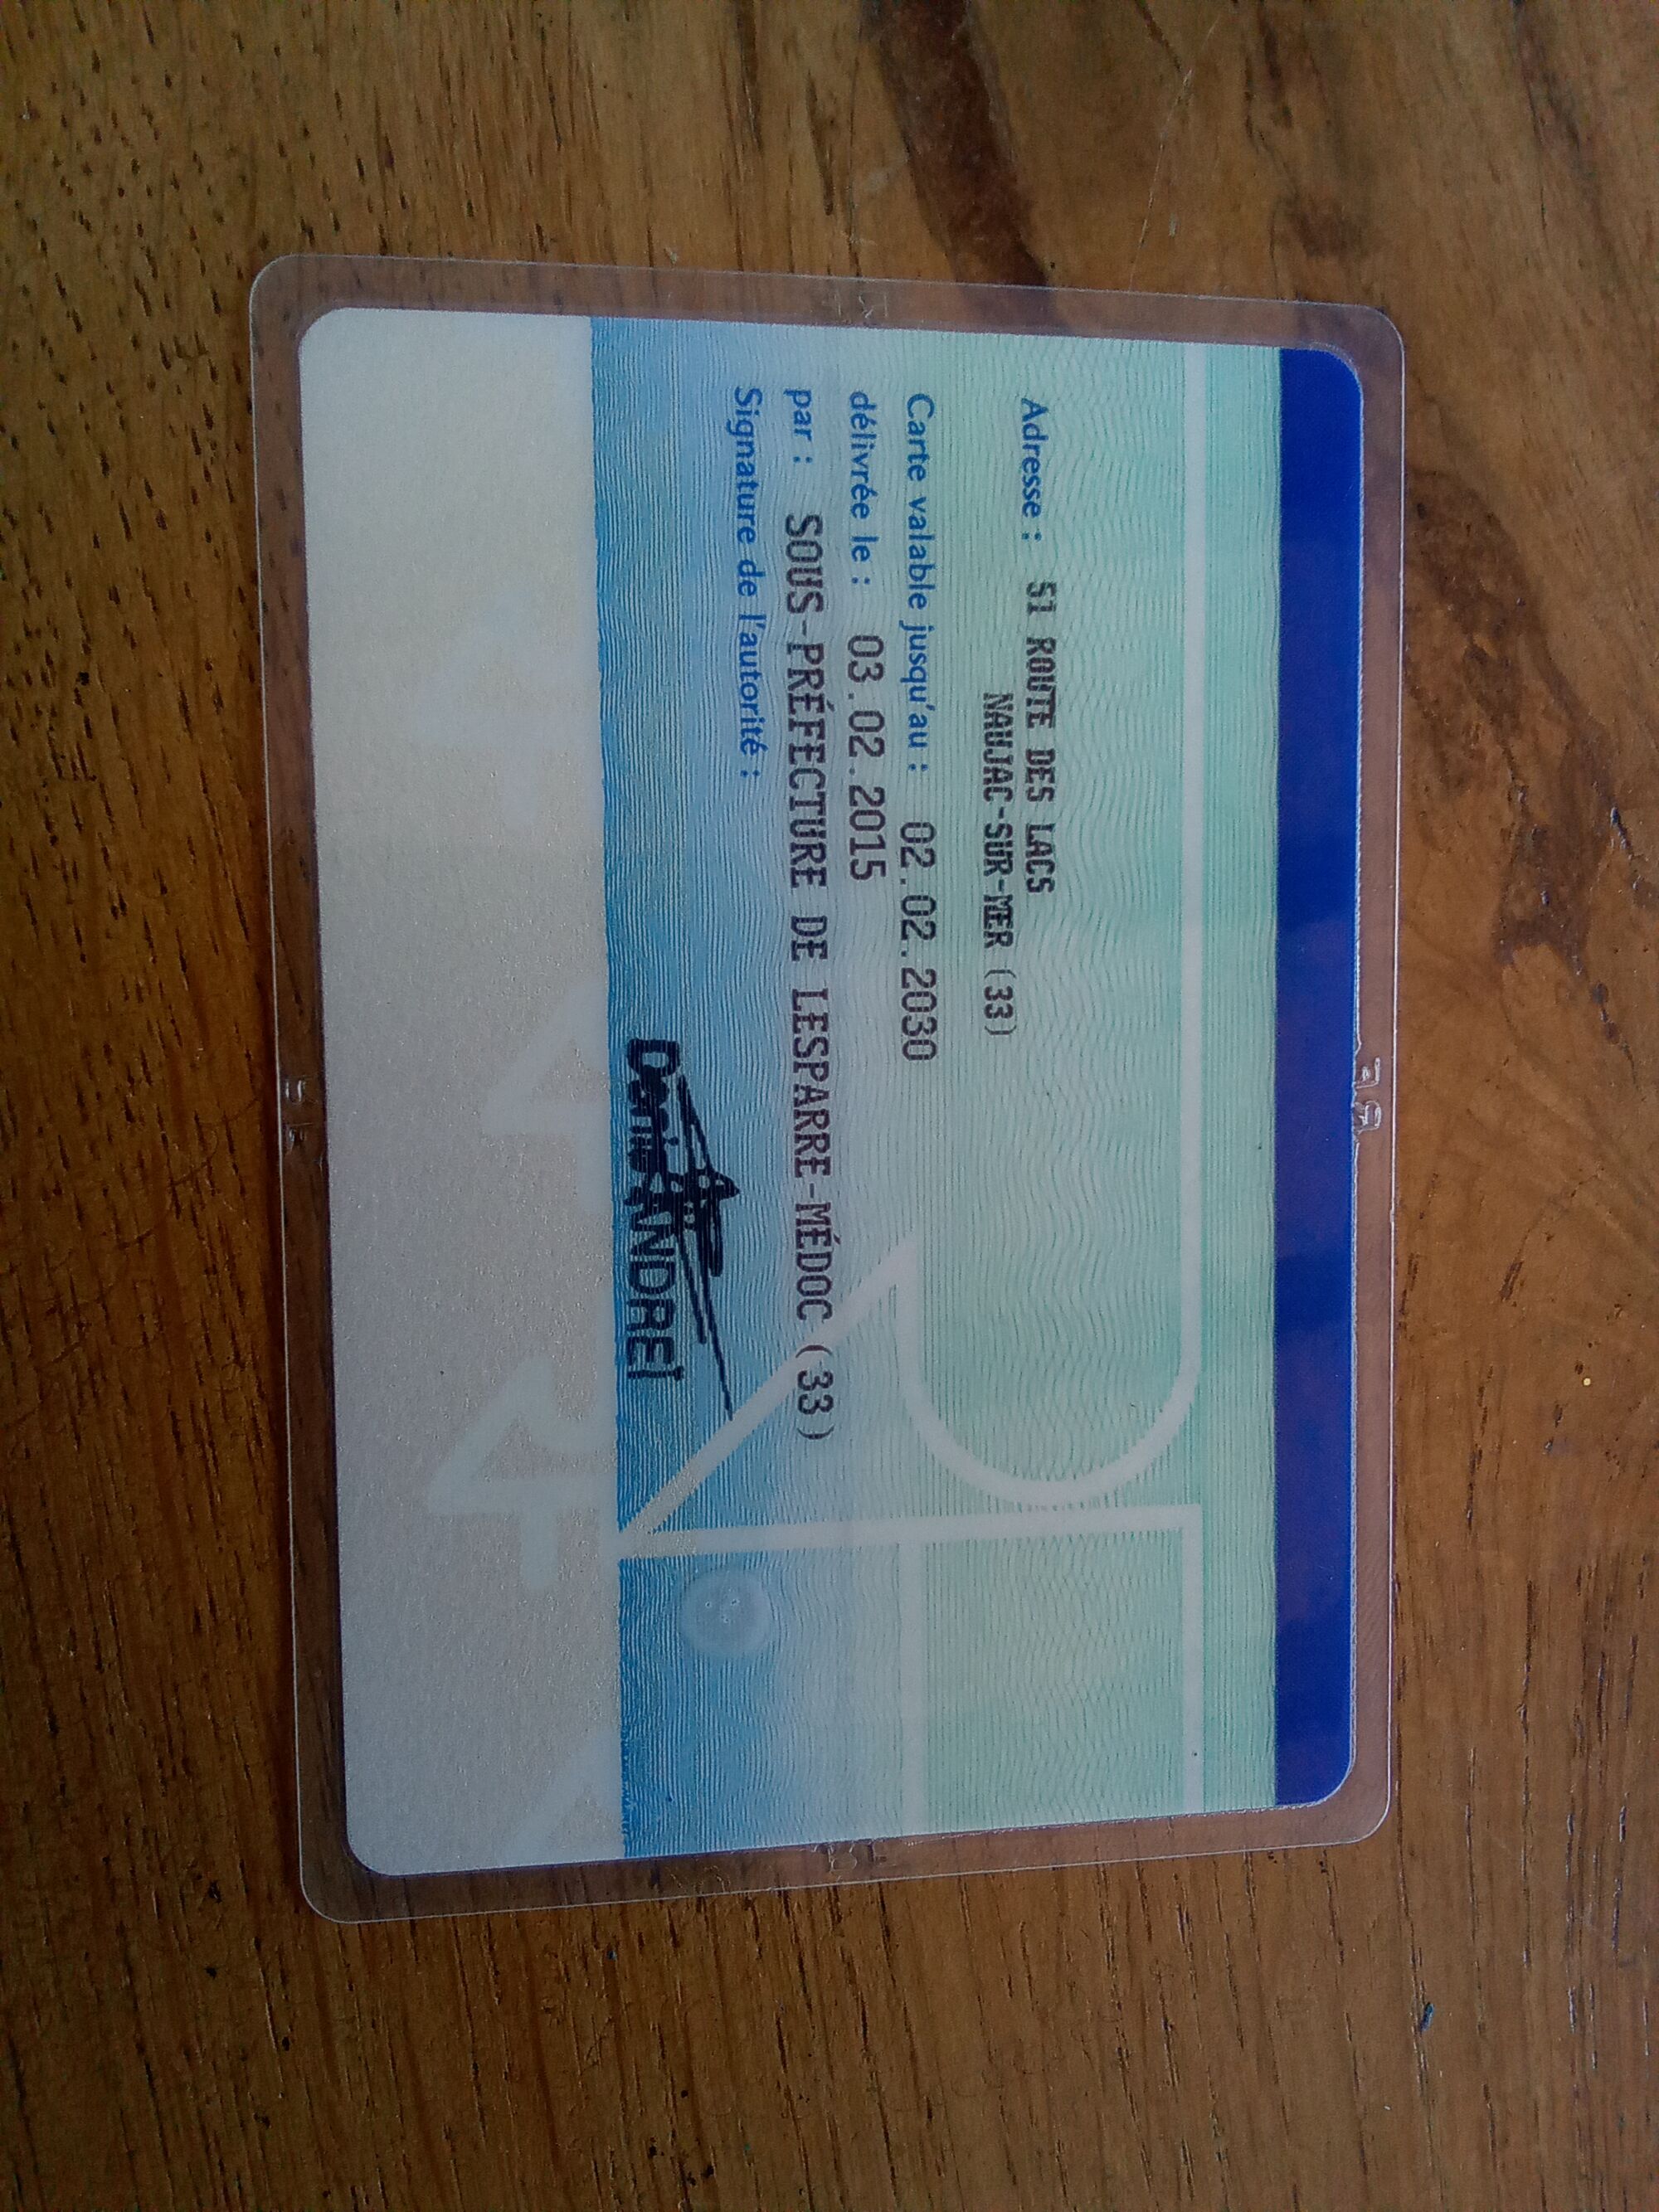 Adresse : 51 ROUTE DES LACS
NAUJAC-SUR-MER (33)
Carte valable jusqu'au : 02.02.2030
délivrée le : 03.02.2015
par : SOUS-PRÉFECTURE DE LESPARRE-MÉDOC (33)
Signature de l'autorité :